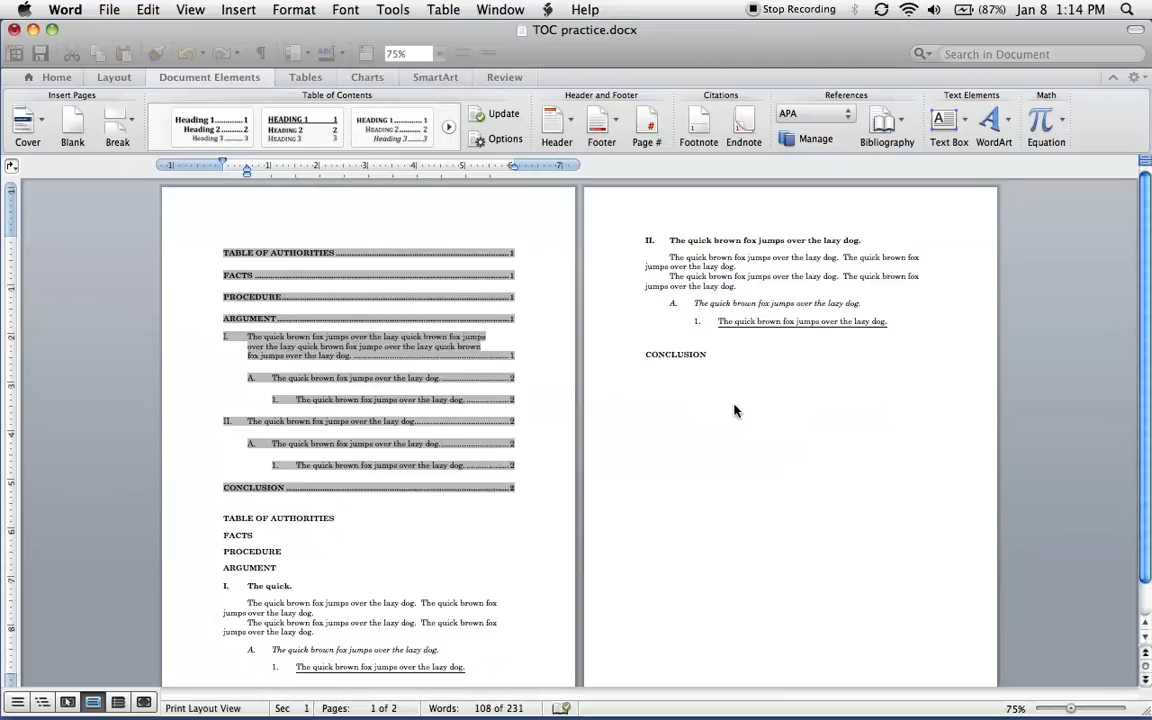 Word File Edit View Insert Format Font Tools Table Window Help Stop Recording (87%) Jan 8 1:14 PM
TOC practice.docx
75% Search in Document
Home Layout Document Elements Tables Charts SmartArt Review
Insert Pages Table of Contents Header and Footer Citations References Text Elements Math
Heading 1 1 HEADING 1 1 HEADING 1 1 Update APA
Heading 2 2 HEADING 2 2 HEADING 2 2
Heading 3 3 HEADING 3 3 Heading 3 3 Options Manage
Cover Blank Break Header Footer Page # Footnote Endnote Bibliography Text Box WordArt Equation
TABLE OF AUTHORITIES 1
FACTS 1
PROCEDURE 1
ARGUMENT 1
I. The quick brown fox jumps over the lazy quick brown fox jumps
over the lazy quick brown fox jumps over the lazy quick brown
fox jumps over the lazy dog. 1
A. The quick brown fox jumps over the lazy dog. 2
1. The quick brown fox jumps over the lazy dog. 2
II. The quick brown fox jumps over the lazy dog. 2
A. The quick brown fox jumps over the lazy dog. 2
1. The quick brown fox jumps over the lazy dog. 2
CONCLUSION 2
TABLE OF AUTHORITIES
FACTS
PROCEDURE
ARGUMENT
I. The quick.
The quick brown fox jumps over the lazy dog. The quick brown fox
jumps over the lazy dog.
The quick brown fox jumps over the lazy dog. The quick brown fox
jumps over the lazy dog.
A. The quick brown fox jumps over the lazy dog.
1. The quick brown fox jumps over the lazy dog.
II. The quick brown fox jumps over the lazy dog.
The quick brown fox jumps over the lazy dog. The quick brown fox
jumps over the lazy dog.
The quick brown fox jumps over the lazy dog. The quick brown fox
jumps over the lazy dog.
A. The quick brown fox jumps over the lazy dog.
1. The quick brown fox jumps over the lazy dog.
CONCLUSION
Print Layout View Sec 1 Pages: 1 of 2 Words: 108 of 231 75%